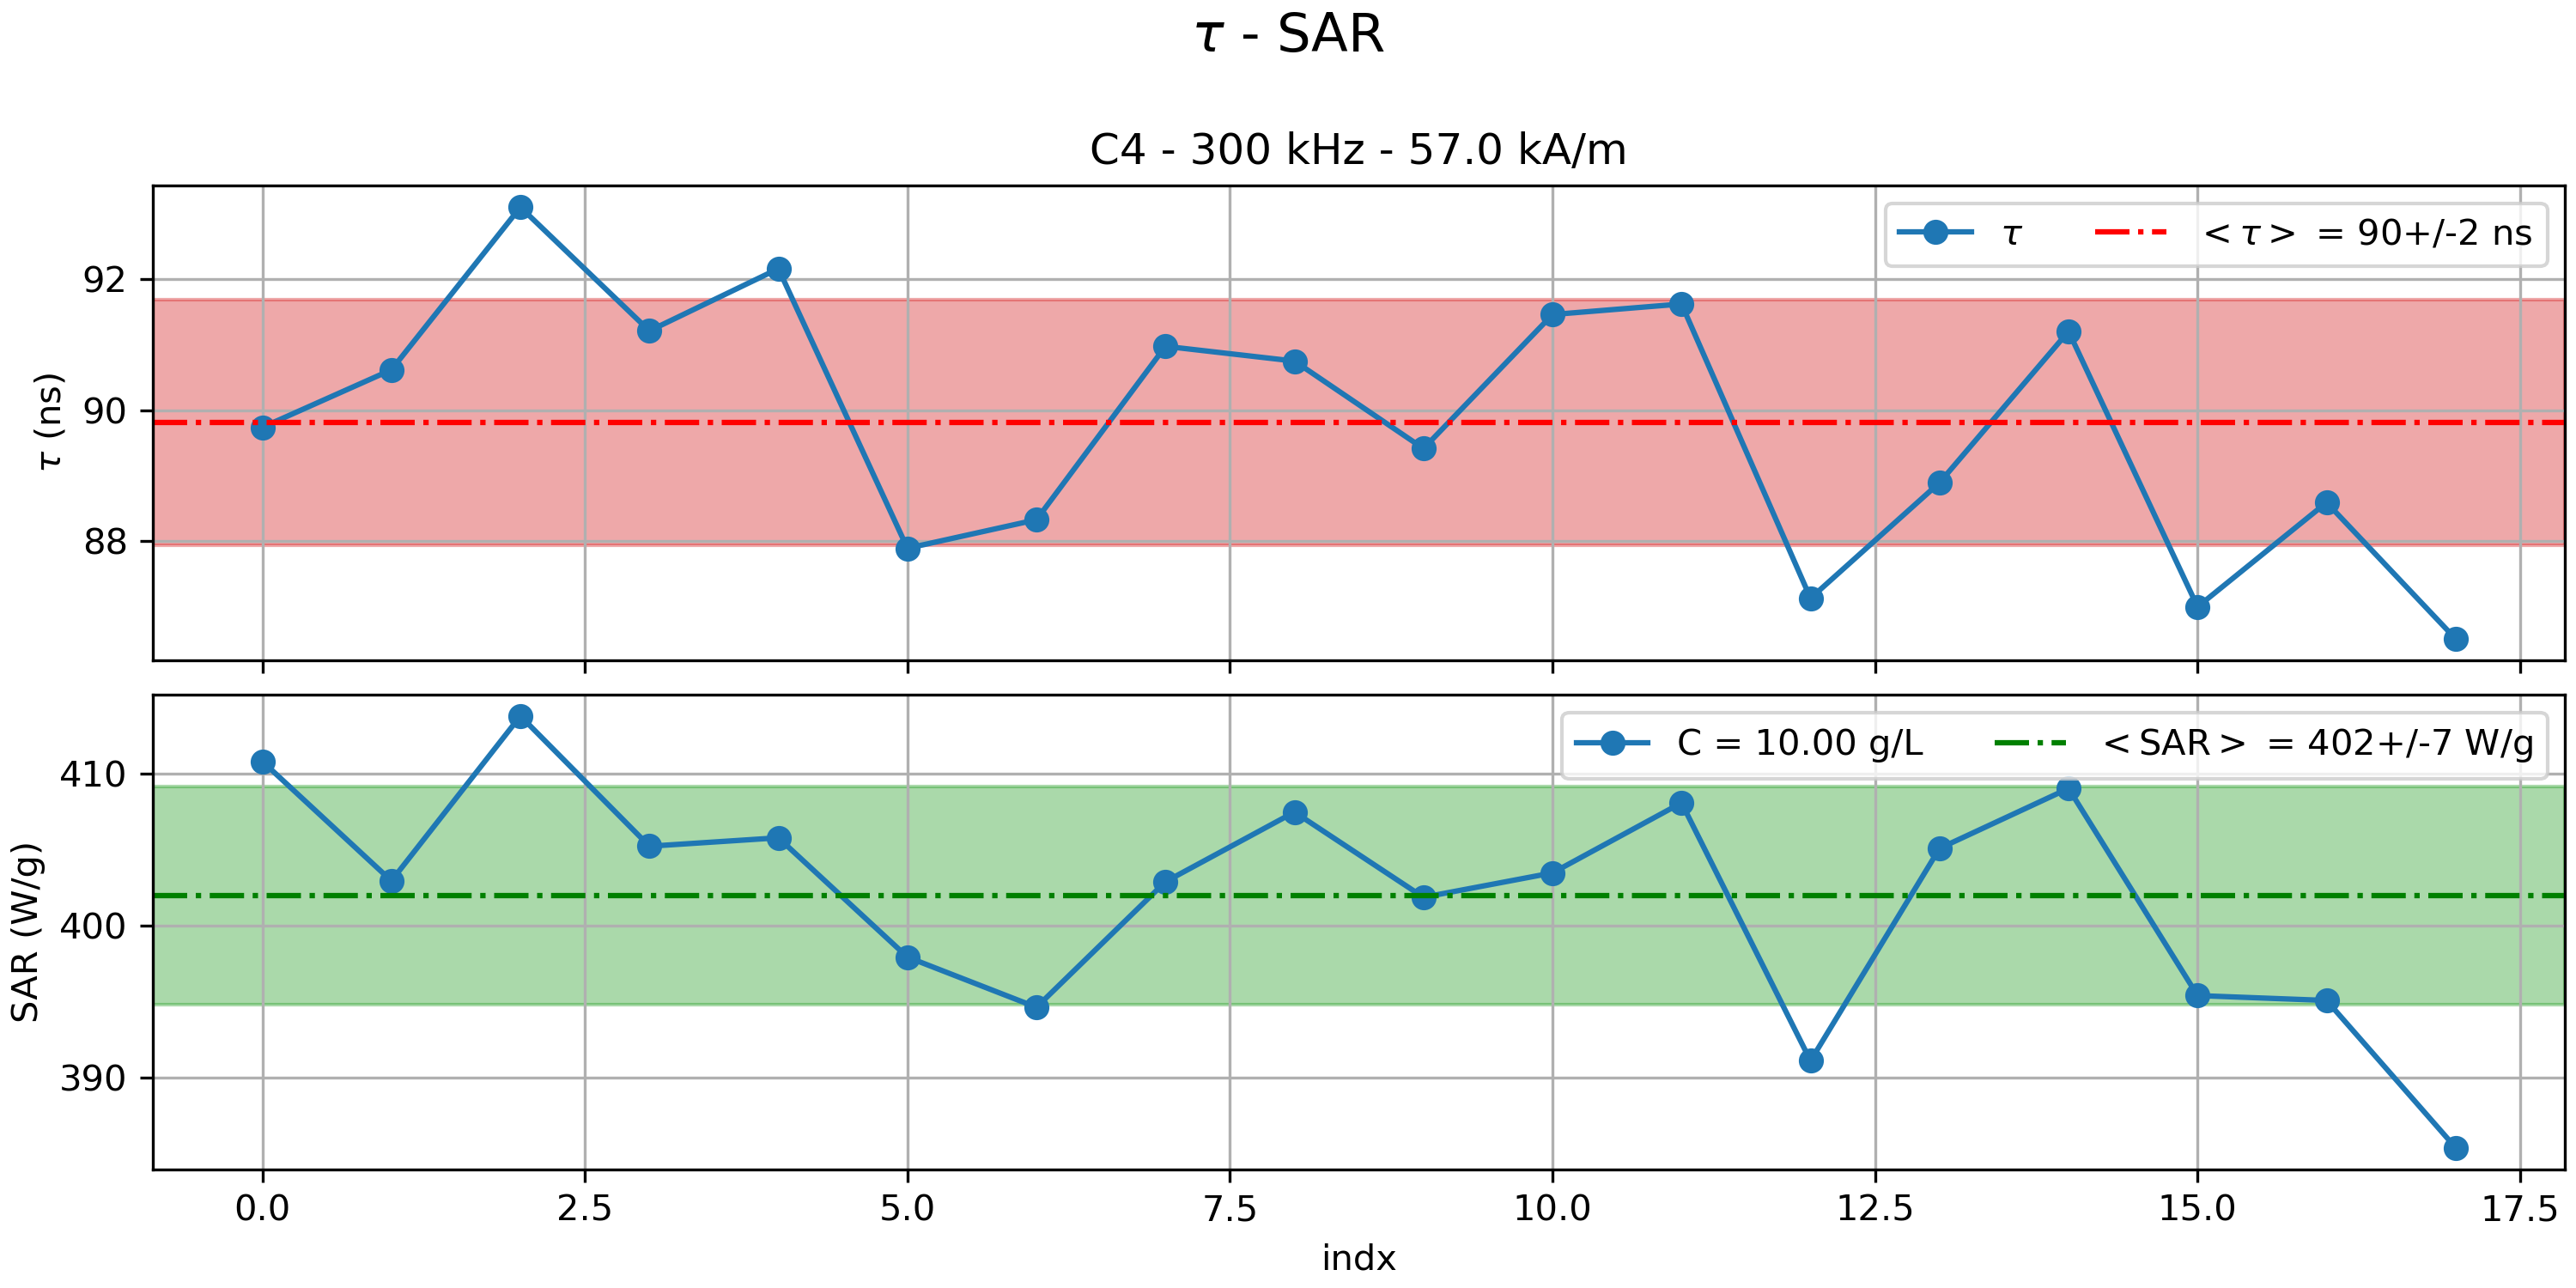 τ - SAR
C4 - 300 kHz - 57.0 kA/m
τ
<τ> = 90+/-2 ns
92
90
88
τ (ns)
C = 10.00 g/L
<SAR> = 402+/-7 W/g
410
400
390
SAR (W/g)
0.0 2.5 5.0 7.5 10.0 12.5 15.0 17.5
indx